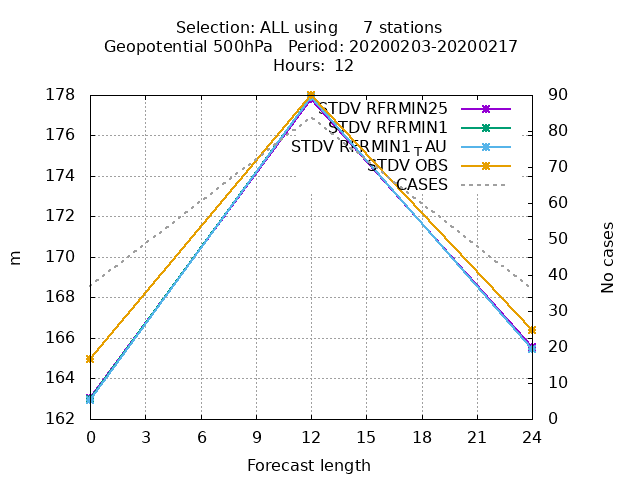 Selection: ALL using 7 stations
Geopotential 500hPa Period: 20200203-20200217
Hours: 12
178
176
174
172
170
168
166
164
162
m
90
80
70
60
50
40
30
20
10
0
No cases
STDV RFRMIN25
STDV RFRMIN1
STDV RFRMIN1TAU
STDV OBS
CASES
0 3 6 9 12 15 18 21 24
Forecast length